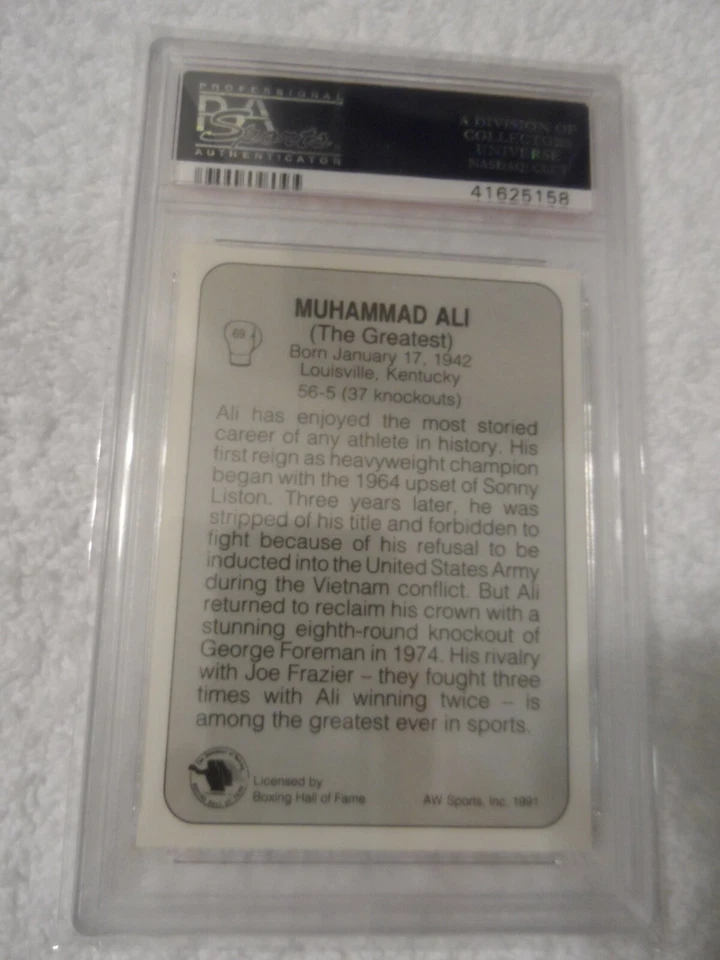 PROFESSIONAL
PSA
Sports
AUTHENTICATOR
A DIVISION OF
COLLECTORS
UNIVERSE
NASDAQ: CLCT
41625158
69
MUHAMMAD ALI
(The Greatest)
Born January 17, 1942
Louisville, Kentucky
56-5 (37 knockouts)
Ali has enjoyed the most storied
career of any athlete in history. His
first reign as heavyweight champion
began with the 1964 upset of Sonny
Liston. Three years later, he was
stripped of his title and forbidden to
fight because of his refusal to be
inducted into the United States Army
during the Vietnam conflict. But Ali
returned to reclaim his crown with a
stunning eighth-round knockout of
George Foreman in 1974. His rivalry
with Joe Frazier – they fought three
times with Ali winning twice – is
among the greatest ever in sports.
Licensed by
Boxing Hall of Fame
AW Sports, Inc. 1991